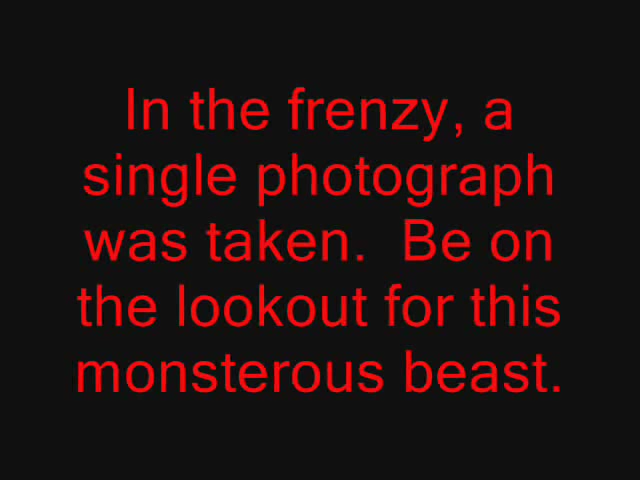 In the frenzy, a
single photograph
was taken.  Be on
the lookout for this
monsterous beast.